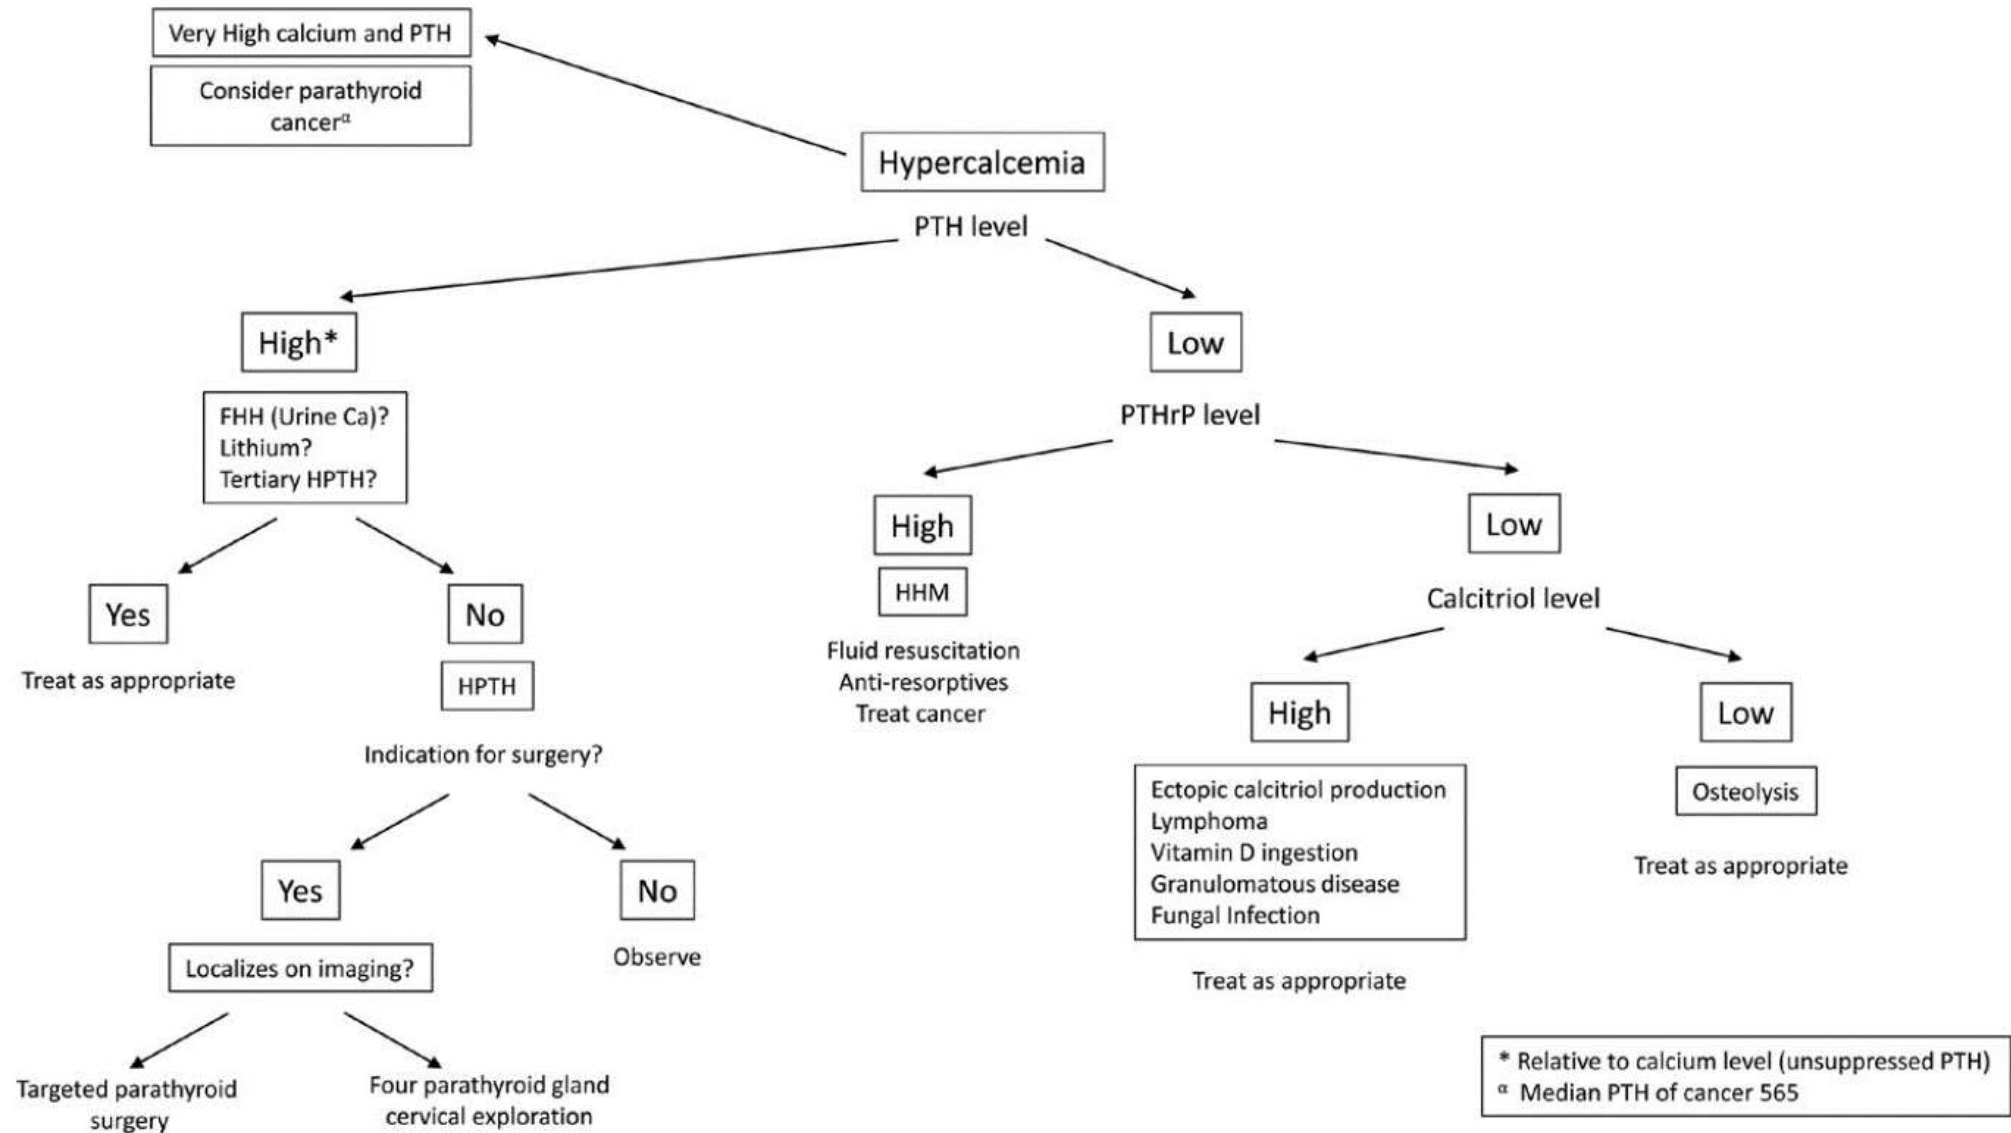 Very High calcium and PTH
Consider parathyroid
cancerᵅ
Hypercalcemia
PTH level
High*
Low
FHH (Urine Ca)?
Lithium?
Tertiary HPTH?
PTHrP level
Yes
No
Treat as appropriate
HPTH
Indication for surgery?
Yes
No
Observe
Localizes on imaging?
Targeted parathyroid
surgery
Four parathyroid gland
cervical exploration
High
HHM
Fluid resuscitation
Anti-resorptives
Treat cancer
Low
Calcitriol level
High
Ectopic calcitriol production
Lymphoma
Vitamin D ingestion
Granulomatous disease
Fungal Infection
Treat as appropriate
Low
Osteolysis
Treat as appropriate
* Relative to calcium level (unsuppressed PTH)
ᵅ Median PTH of cancer 565